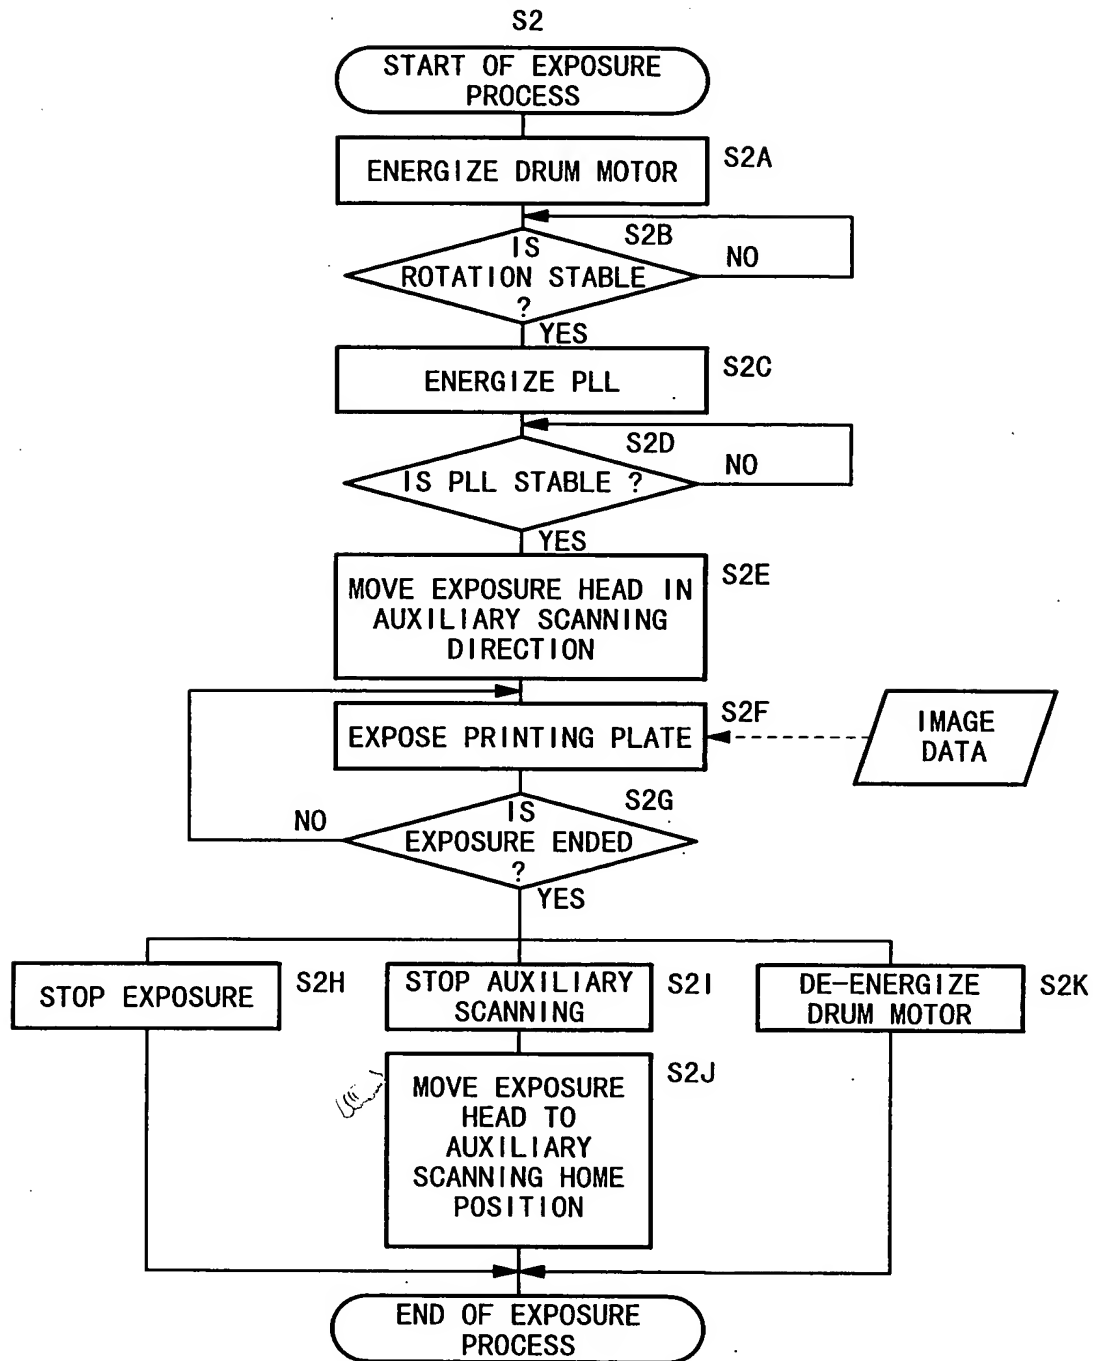 S2
START OF EXPOSURE
PROCESS
ENERGIZE DRUM MOTOR
S2A
IS
ROTATION STABLE
?
S2B
NO
YES
ENERGIZE PLL
S2C
IS PLL STABLE ?
S2D
NO
YES
MOVE EXPOSURE HEAD IN
AUXILIARY SCANNING
DIRECTION
S2E
EXPOSE PRINTING PLATE
S2F
IMAGE
DATA
IS
EXPOSURE ENDED
?
S2G
NO
YES
STOP EXPOSURE
S2H
STOP AUXILIARY
SCANNING
S2I
DE-ENERGIZE
DRUM MOTOR
S2K
MOVE EXPOSURE
HEAD TO
AUXILIARY
SCANNING HOME
POSITION
S2J
END OF EXPOSURE
PROCESS